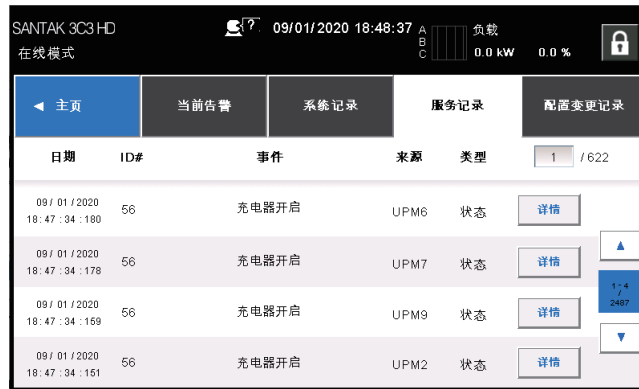 SANTAK 3C3 HD
在线模式
?
09/01/2020 18:48:37
A
B
C
负载
0.0 kW 0.0 %
◀ 主页 当前告警 系统记录 服务记录 配置变更记录
日期 ID# 事件 来源 类型 1 /622
09/ 01 /2020
18:47:34:180
56 充电器开启 UPM6 状态 详情
09/ 01 /2020
18:47:34:178
56 充电器开启 UPM7 状态 详情
09/ 01 /2020
18:47:34:159
56 充电器开启 UPM9 状态 详情
09/ 01 /2020
18:47:34:151
56 充电器开启 UPM2 状态 详情
▲
1-4
/
2487
▼